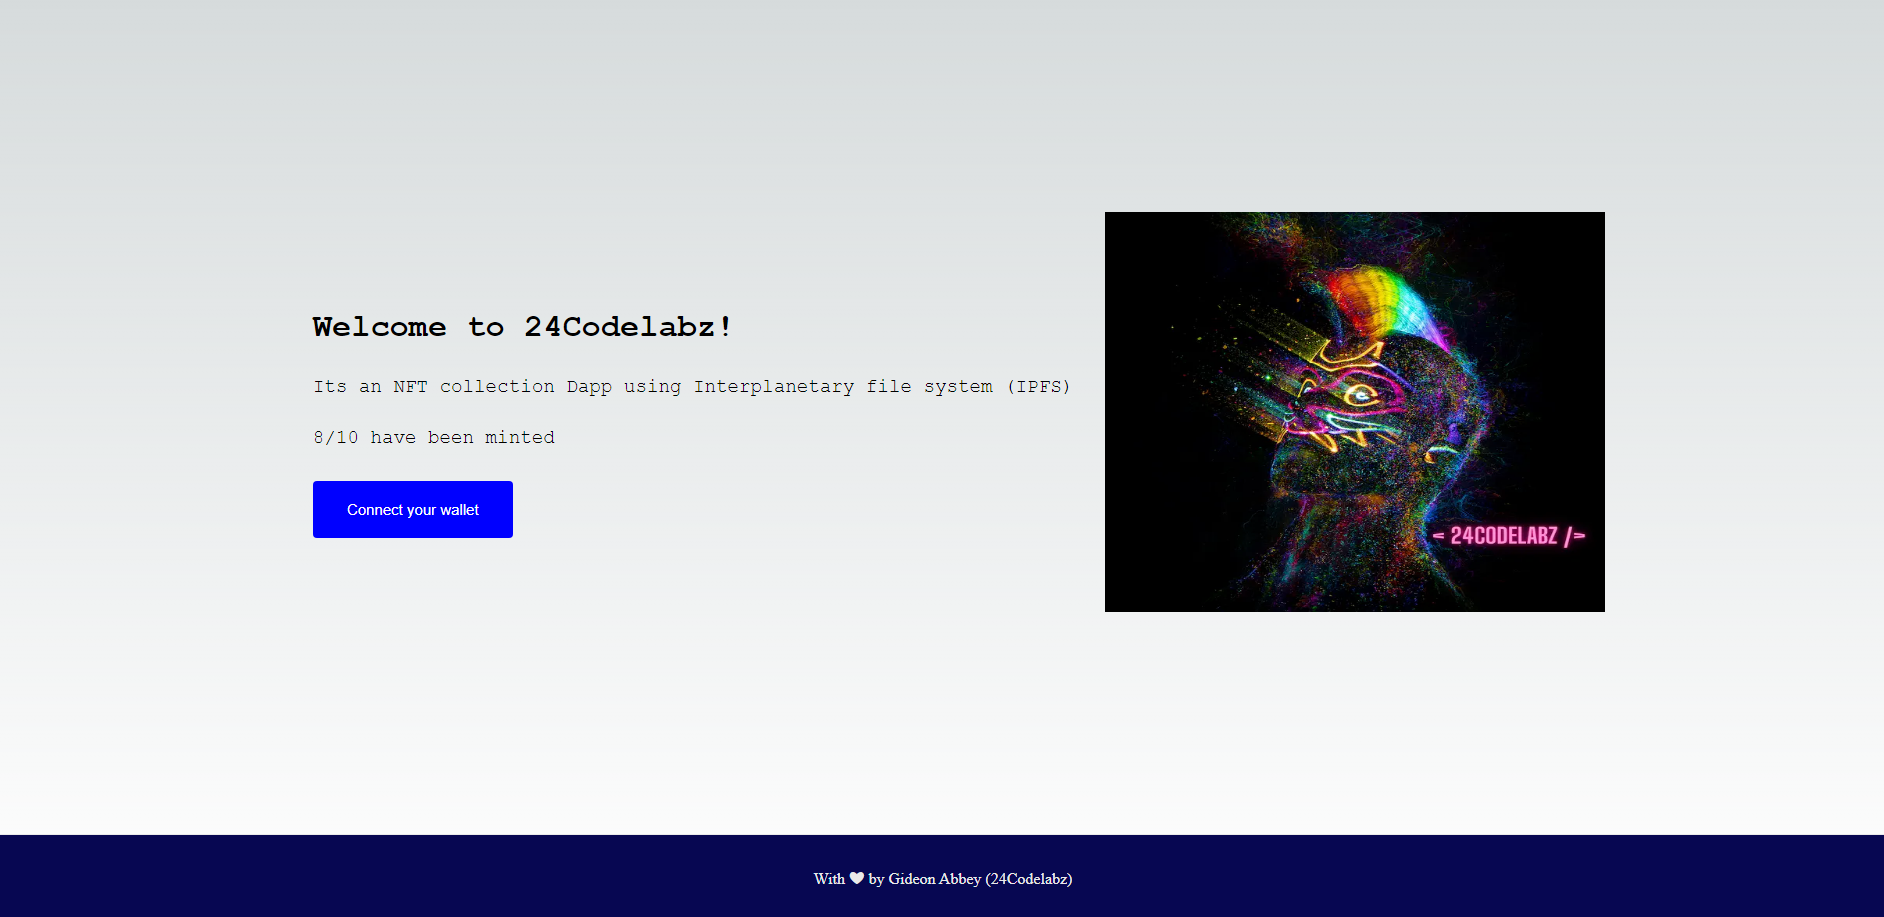 Welcome to 24Codelabz!
Its an NFT collection Dapp using Interplanetary file system (IPFS)
8/10 have been minted
Connect your wallet
< 24CODELABZ />
With ♥ by Gideon Abbey (24Codelabz)